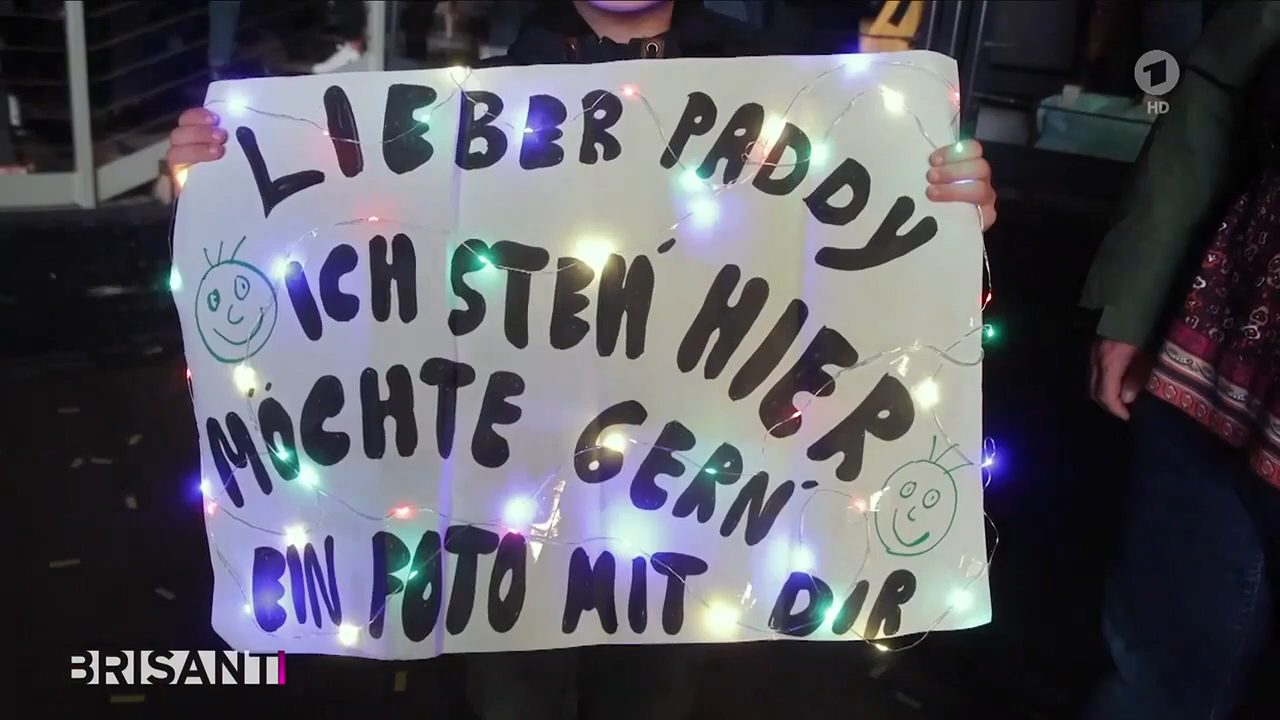 LIEBER PADDY
ICH STEH' HIER
MÖCHTE GERN'
EIN FOTO MIT DIR
1
HD
BRISANT